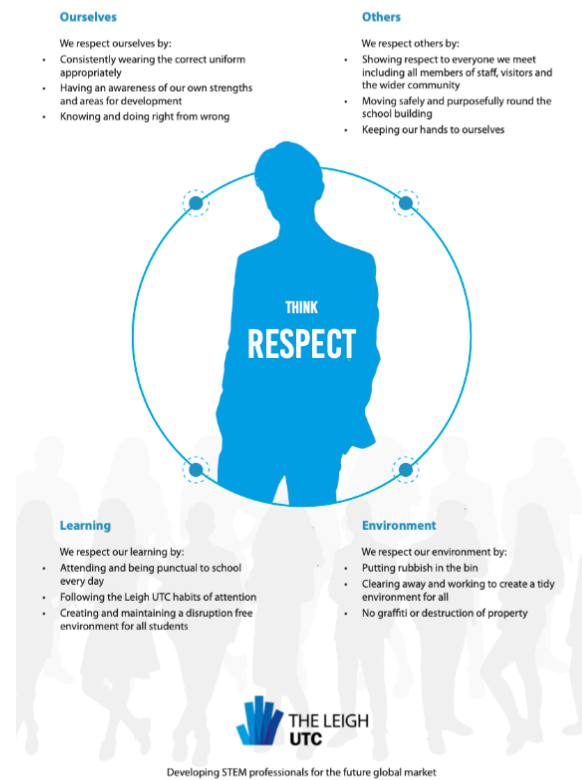 Ourselves
We respect ourselves by:
• Consistently wearing the correct uniform
appropriately
• Having an awareness of our own strengths
and areas for development
• Knowing and doing right from wrong
Others
We respect others by:
• Showing respect to everyone we meet
including all members of staff, visitors and
the wider community
• Moving safely and purposefully round the
school building
• Keeping our hands to ourselves
THINK
RESPECT
Learning
We respect our learning by:
• Attending and being punctual to school
every day
• Following the Leigh UTC habits of attention
• Creating and maintaining a disruption free
environment for all students
Environment
We respect our environment by:
• Putting rubbish in the bin
• Clearing away and working to create a tidy
environment for all
• No graffiti or destruction of property
THE LEIGH
UTC
Developing STEM professionals for the future global market